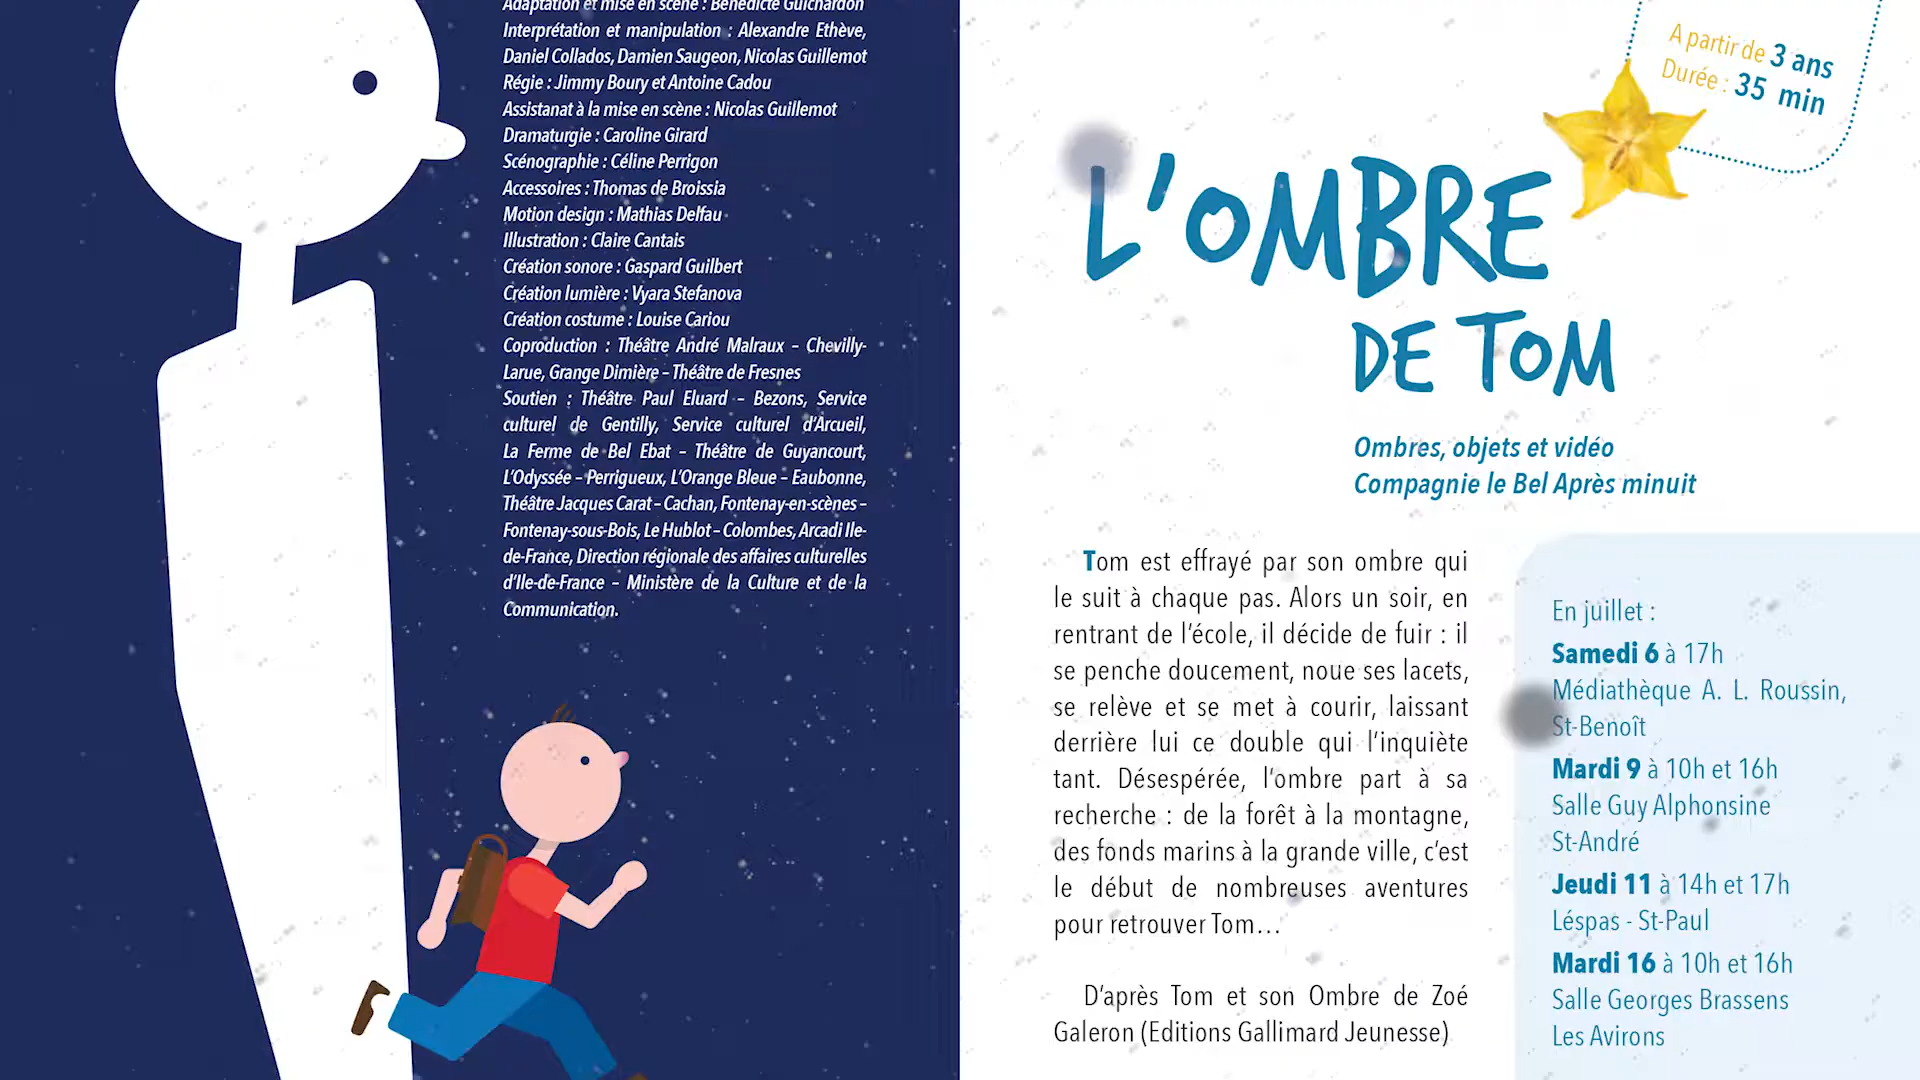 Adaptation et mise en scène : Bénédicte Guichardon
Interprétation et manipulation : Alexandre Ethève,
Daniel Collados, Damien Saugeon, Nicolas Guillemot
Régie : Jimmy Boury et Antoine Cadou
Assistanat à la mise en scène : Nicolas Guillemot
Dramaturgie : Caroline Girard
Scénographie : Céline Perrigon
Accessoires : Thomas de Broissia
Motion design : Mathias Delfau
Illustration : Claire Cantais
Création sonore : Gaspard Guilbert
Création lumière : Vyara Stefanova
Création costume : Louise Cariou
Coproduction : Théâtre André Malraux – Chevilly-
Larue, Grange Dimière – Théâtre de Fresnes
Soutien : Théâtre Paul Eluard – Bezons, Service
culturel de Gentilly, Service culturel d'Arcueil,
La Ferme de Bel Ebat – Théâtre de Guyancourt,
L'Odyssée – Perrigueux, L'Orange Bleue – Eaubonne,
Théâtre Jacques Carat – Cachan, Fontenay-en-scènes –
Fontenay-sous-Bois, Le Hublot – Colombes, Arcadi Ile-
de-France, Direction régionale des affaires culturelles
d'Ile-de-France – Ministère de la Culture et de la
Communication.
A partir de 3 ans
Durée : 35 min
L'OMBRE
DE TOM
Ombres, objets et vidéo
Compagnie le Bel Après minuit
Tom est effrayé par son ombre qui
le suit à chaque pas. Alors un soir, en
rentrant de l'école, il décide de fuir : il
se penche doucement, noue ses lacets,
se relève et se met à courir, laissant
derrière lui ce double qui l'inquiète
tant. Désespérée, l'ombre part à sa
recherche : de la forêt à la montagne,
des fonds marins à la grande ville, c'est
le début de nombreuses aventures
pour retrouver Tom…
D'après Tom et son Ombre de Zoé
Galeron (Editions Gallimard Jeunesse)
En juillet :
Samedi 6 à 17h
Médiathèque A. L. Roussin,
St-Benoît
Mardi 9 à 10h et 16h
Salle Guy Alphonsine
St-André
Jeudi 11 à 14h et 17h
Léspas - St-Paul
Mardi 16 à 10h et 16h
Salle Georges Brassens
Les Avirons